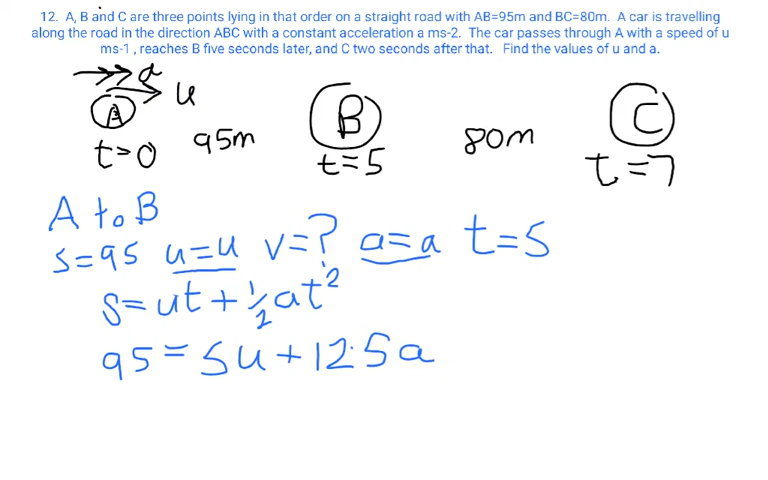 12. A, B and C are three points lying in that order on a straight road with AB=95m and BC=80m. A car is travelling
along the road in the direction ABC with a constant acceleration a ms-2. The car passes through A with a speed of u
ms-1 , reaches B five seconds later, and C two seconds after that. Find the values of u and a.
a
u
A
B
C
t=0
95m
t=5
80m
t=7
A to B
s=95 u=u v=? a=a t=5
s=ut+½at²
95=5u+12.5a